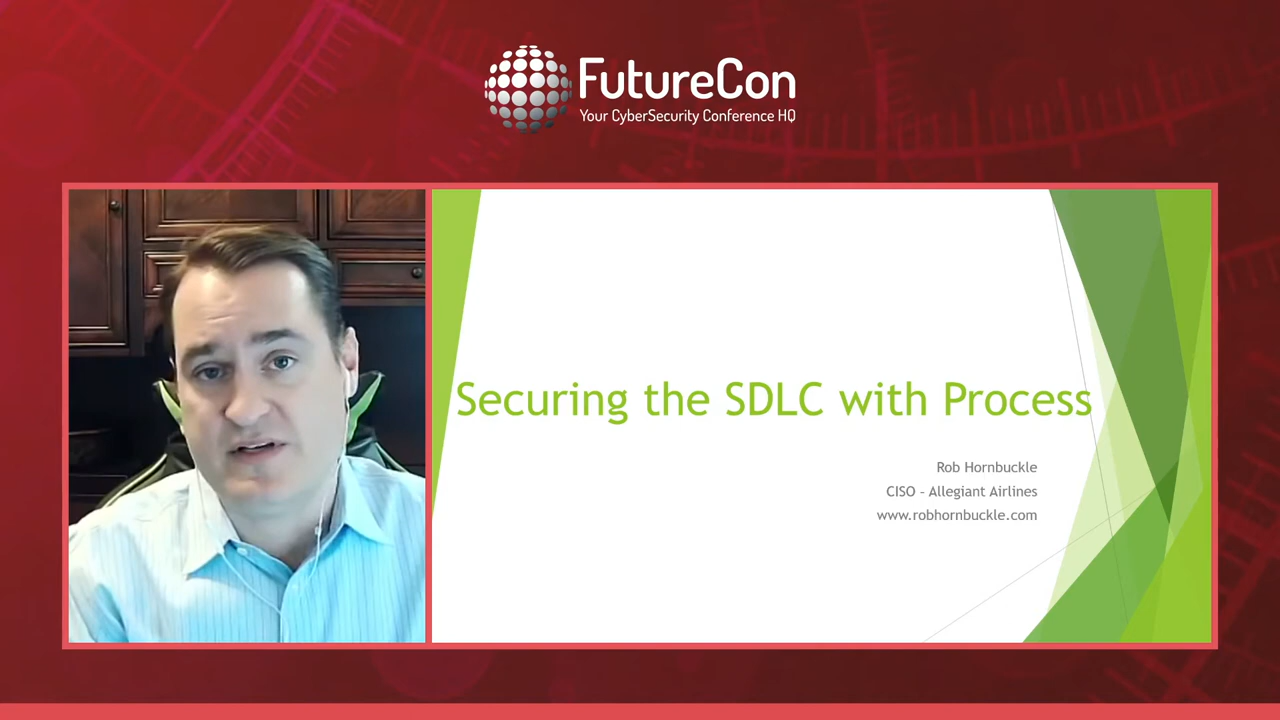 FutureCon
Your CyberSecurity Conference HQ
Securing the SDLC with Process
Rob Hornbuckle
CISO - Allegiant Airlines
www.robhornbuckle.com